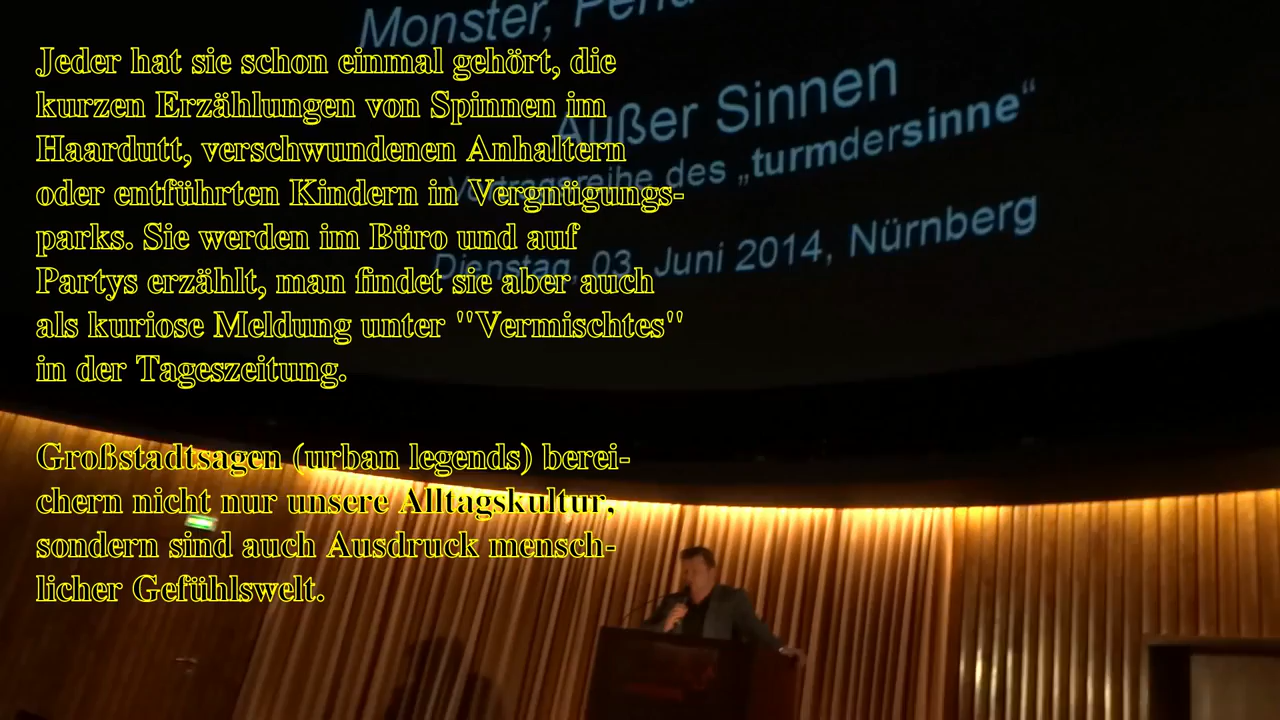 Monster,
Jeder hat sie schon einmal gehört, die
kurzen Erzählungen von Spinnen im
Haardutt, verschwundenen Anhaltern
oder entführten Kindern in Vergnügungs-
parks. Sie werden im Büro und auf
Partys erzählt, man findet sie aber auch
als kuriose Meldung unter "Vermischtes"
in der Tageszeitung.
Großstadtsagen (urban legends) berei-
chern nicht nur unsere Alltagskultur,
sondern sind auch Ausdruck mensch-
licher Gefühlswelt.
Außer Sinnen
Vortragsreihe des „turmdersinne“
Dienstag, 03. Juni 2014, Nürnberg